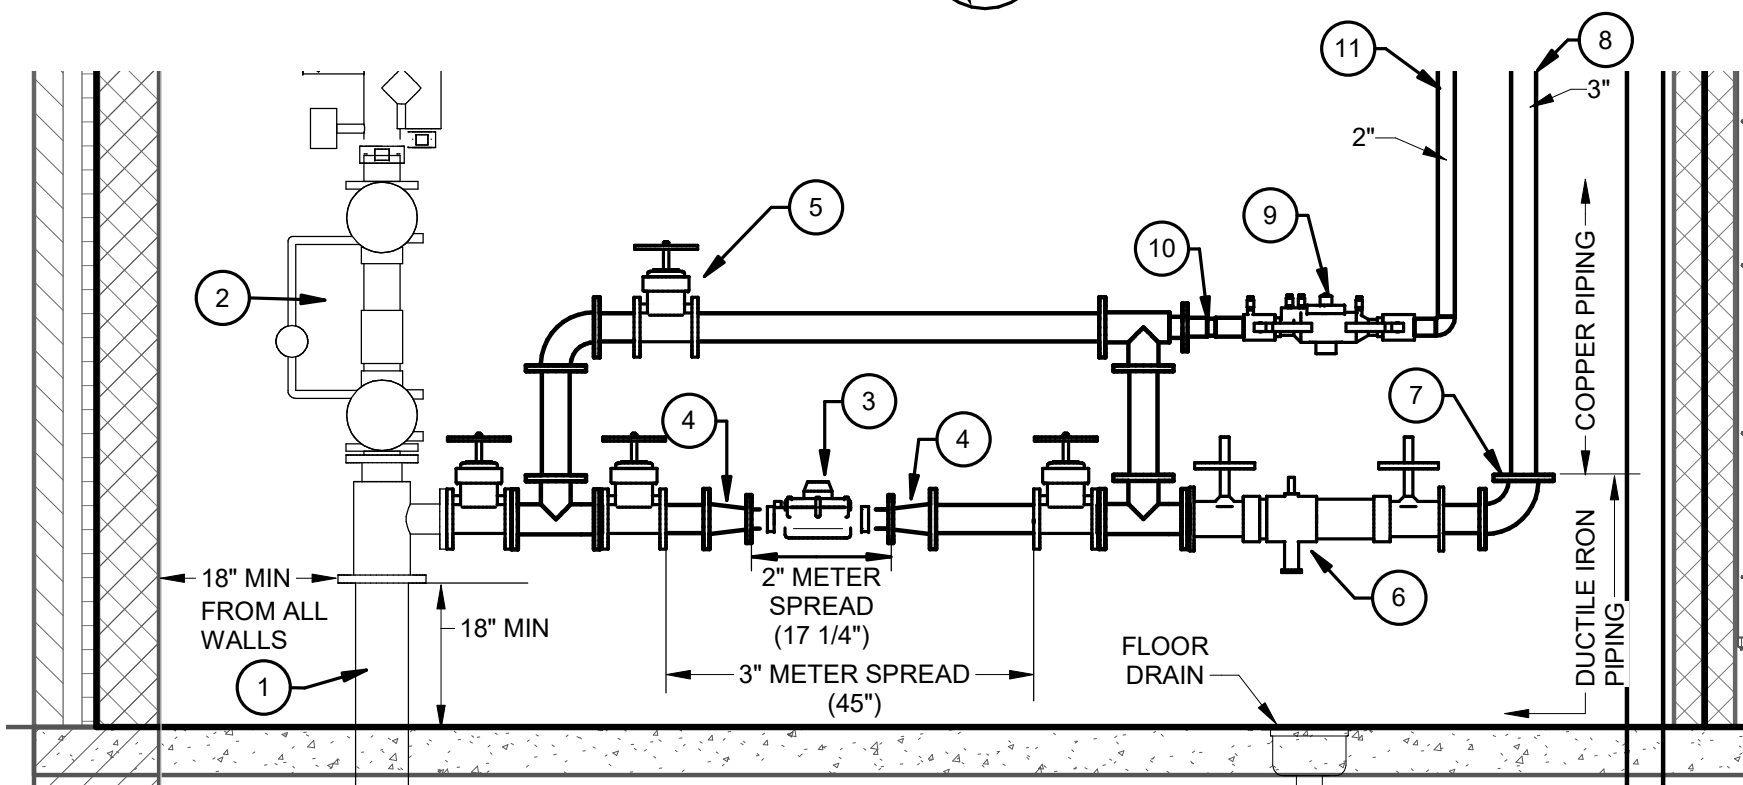 11
8
3"
2"
5
9
10
2
COPPER PIPING
3
7
4
4
18" MIN
FROM ALL
WALLS
18" MIN
2" METER
SPREAD
(17 1/4")
6
1
3" METER SPREAD
(45")
FLOOR
DRAIN
DUCTILE IRON
PIPING